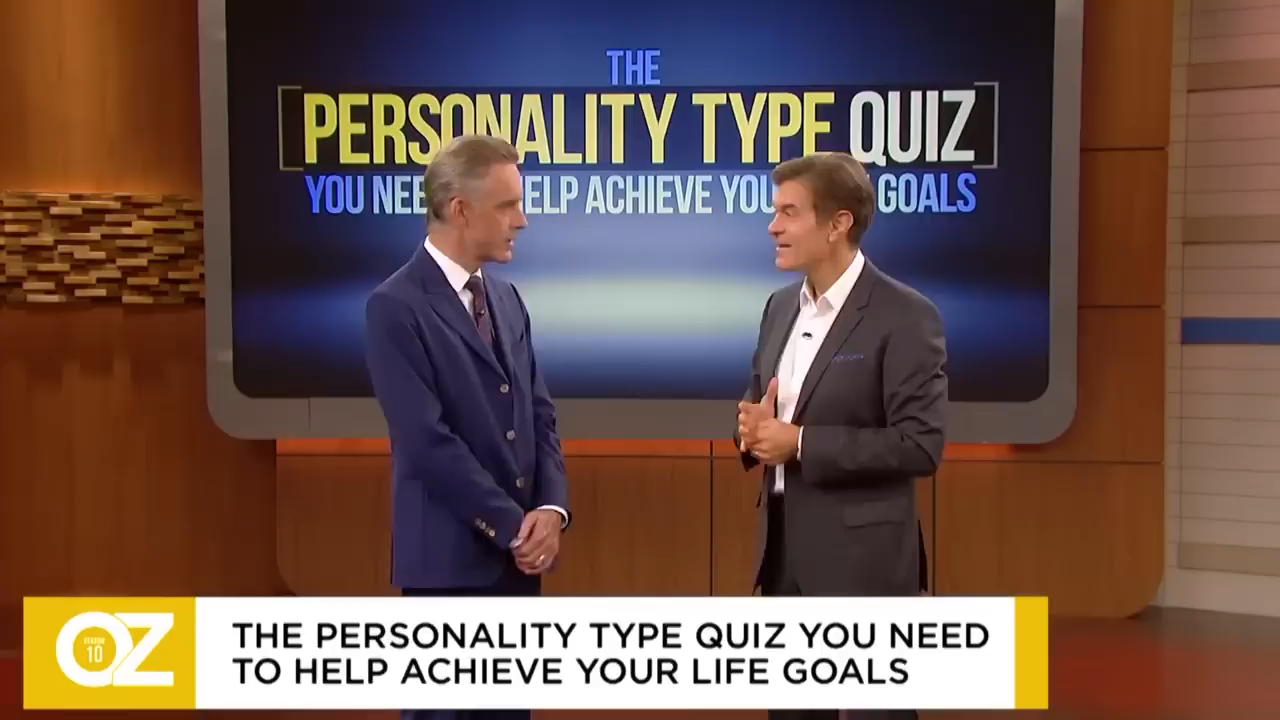 THE
PERSONALITY TYPE QUIZ
YOU NEE HELP ACHIEVE YOU GOALS
OZ
SEASON
10
THE PERSONALITY TYPE QUIZ YOU NEED
TO HELP ACHIEVE YOUR LIFE GOALS